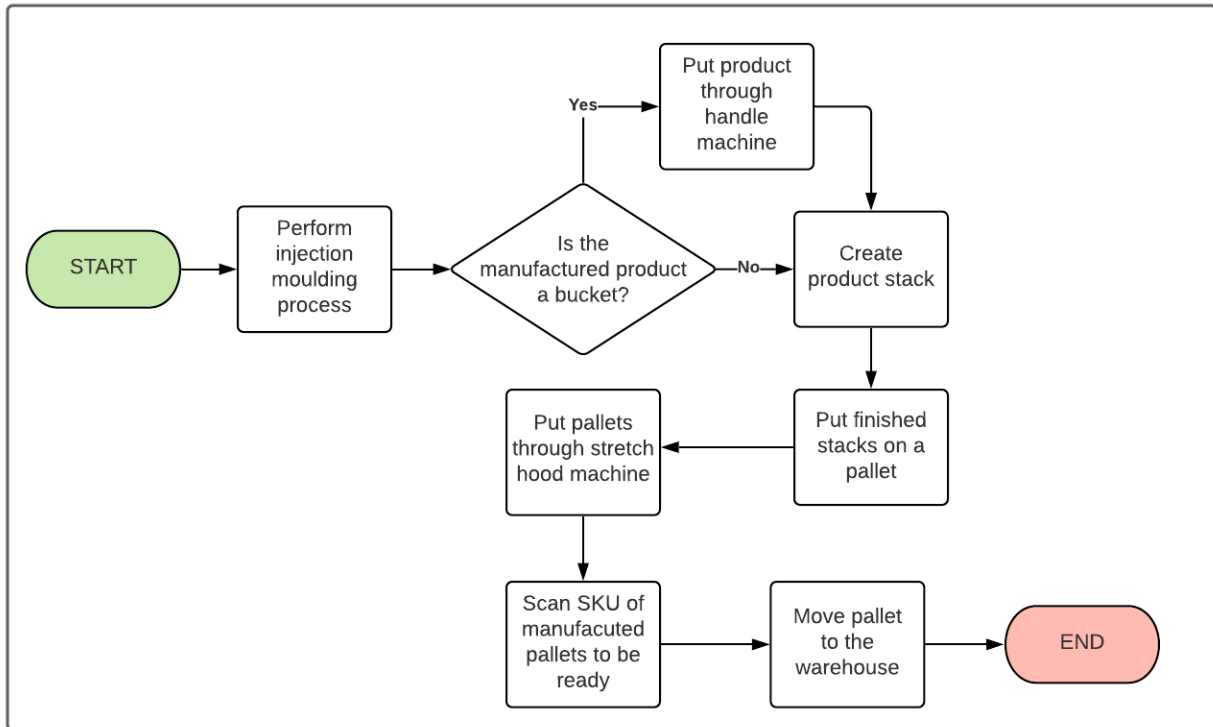 START
Perform
injection
moulding
process
Is the
manufactured product
a bucket?
Yes
Put product
through
handle
machine
No
Create
product stack
Put finished
stacks on a
pallet
Put pallets
through stretch
hood machine
Scan SKU of
manufacuted
pallets to be
ready
Move pallet
to the
warehouse
END